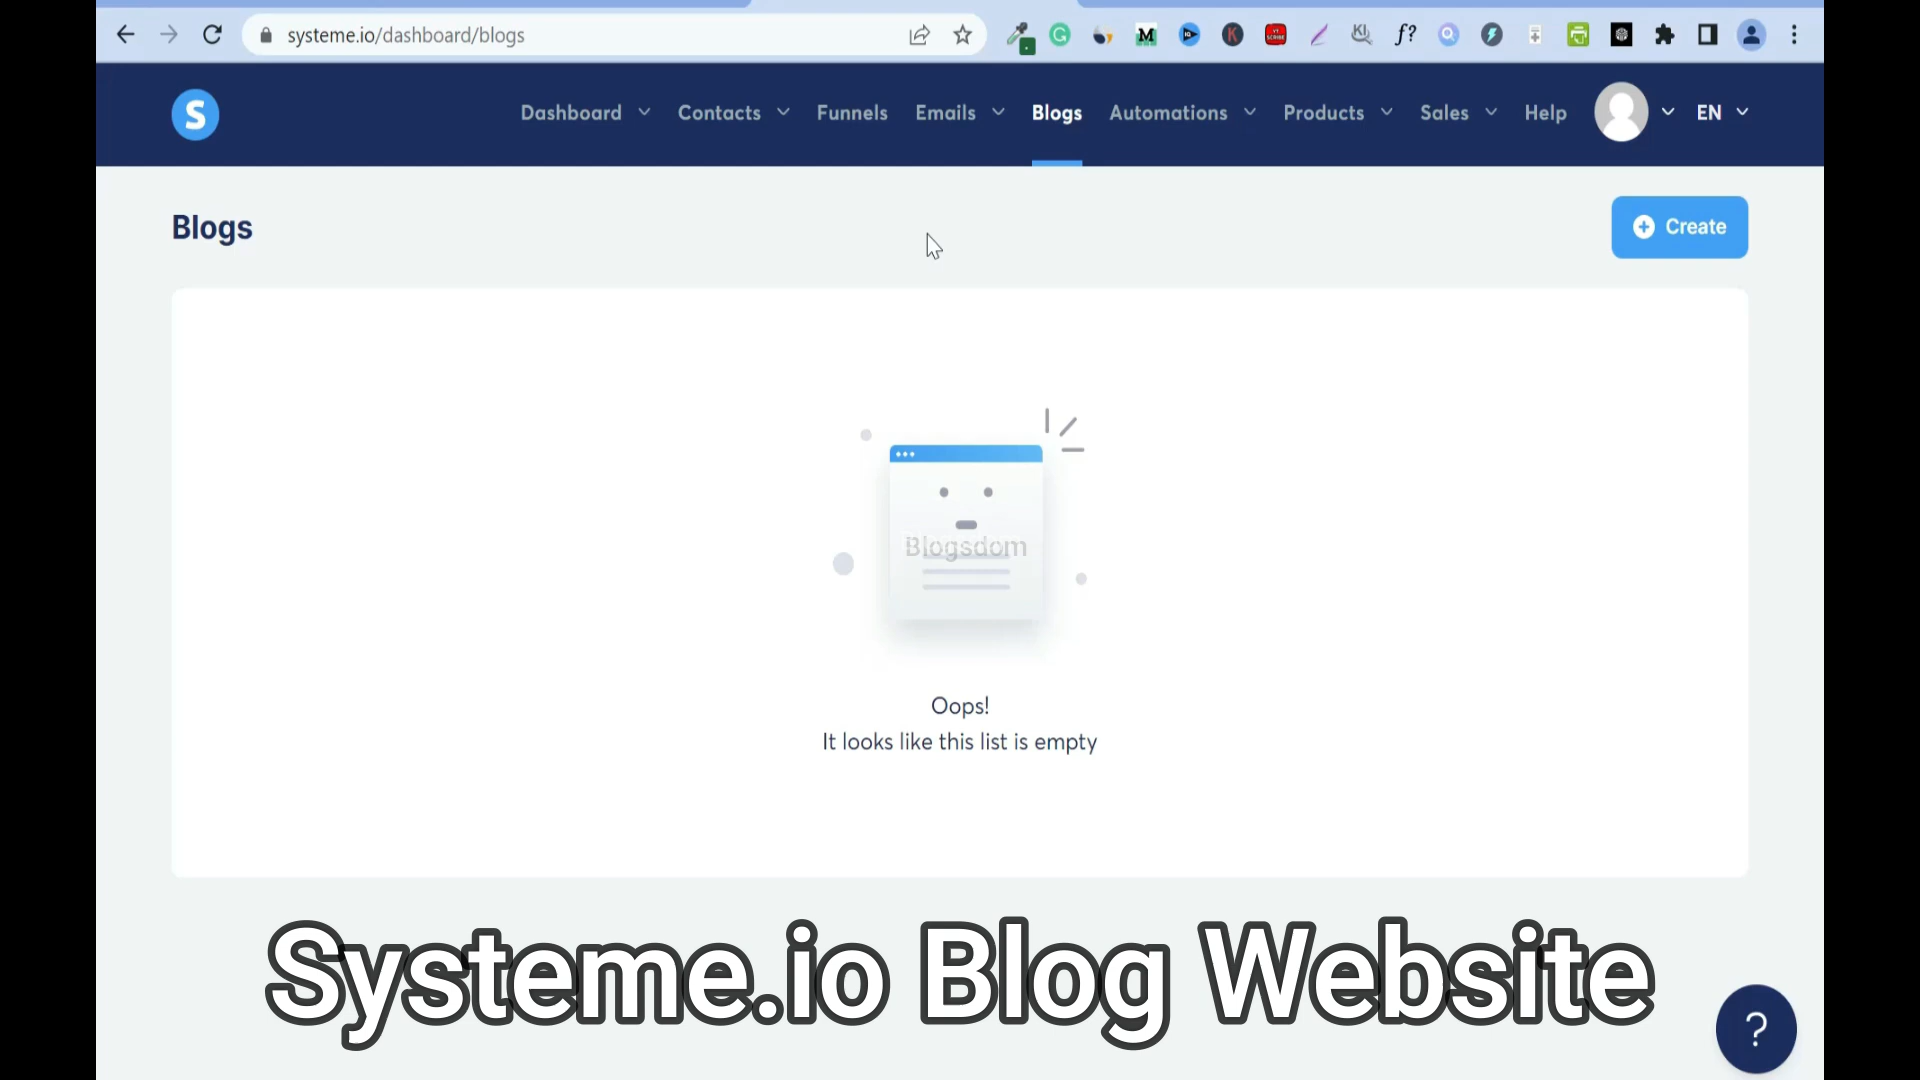 systeme.io/dashboard/blogs
S
Dashboard Contacts Funnels Emails Blogs Automations Products Sales Help EN
Blogs
Create
Blogsdom
Oops!
It looks like this list is empty
Systeme.io Blog Website
?